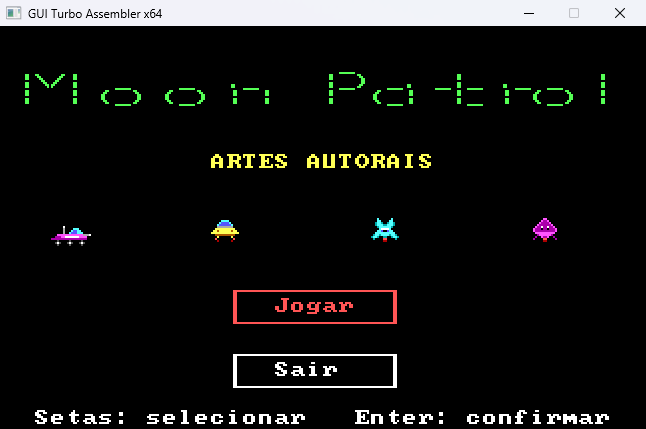 GUI Turbo Assembler x64
Moon Patrol
ARTES AUTORAIS
Jogar
Sair
Setas: selecionar Enter: confirmar